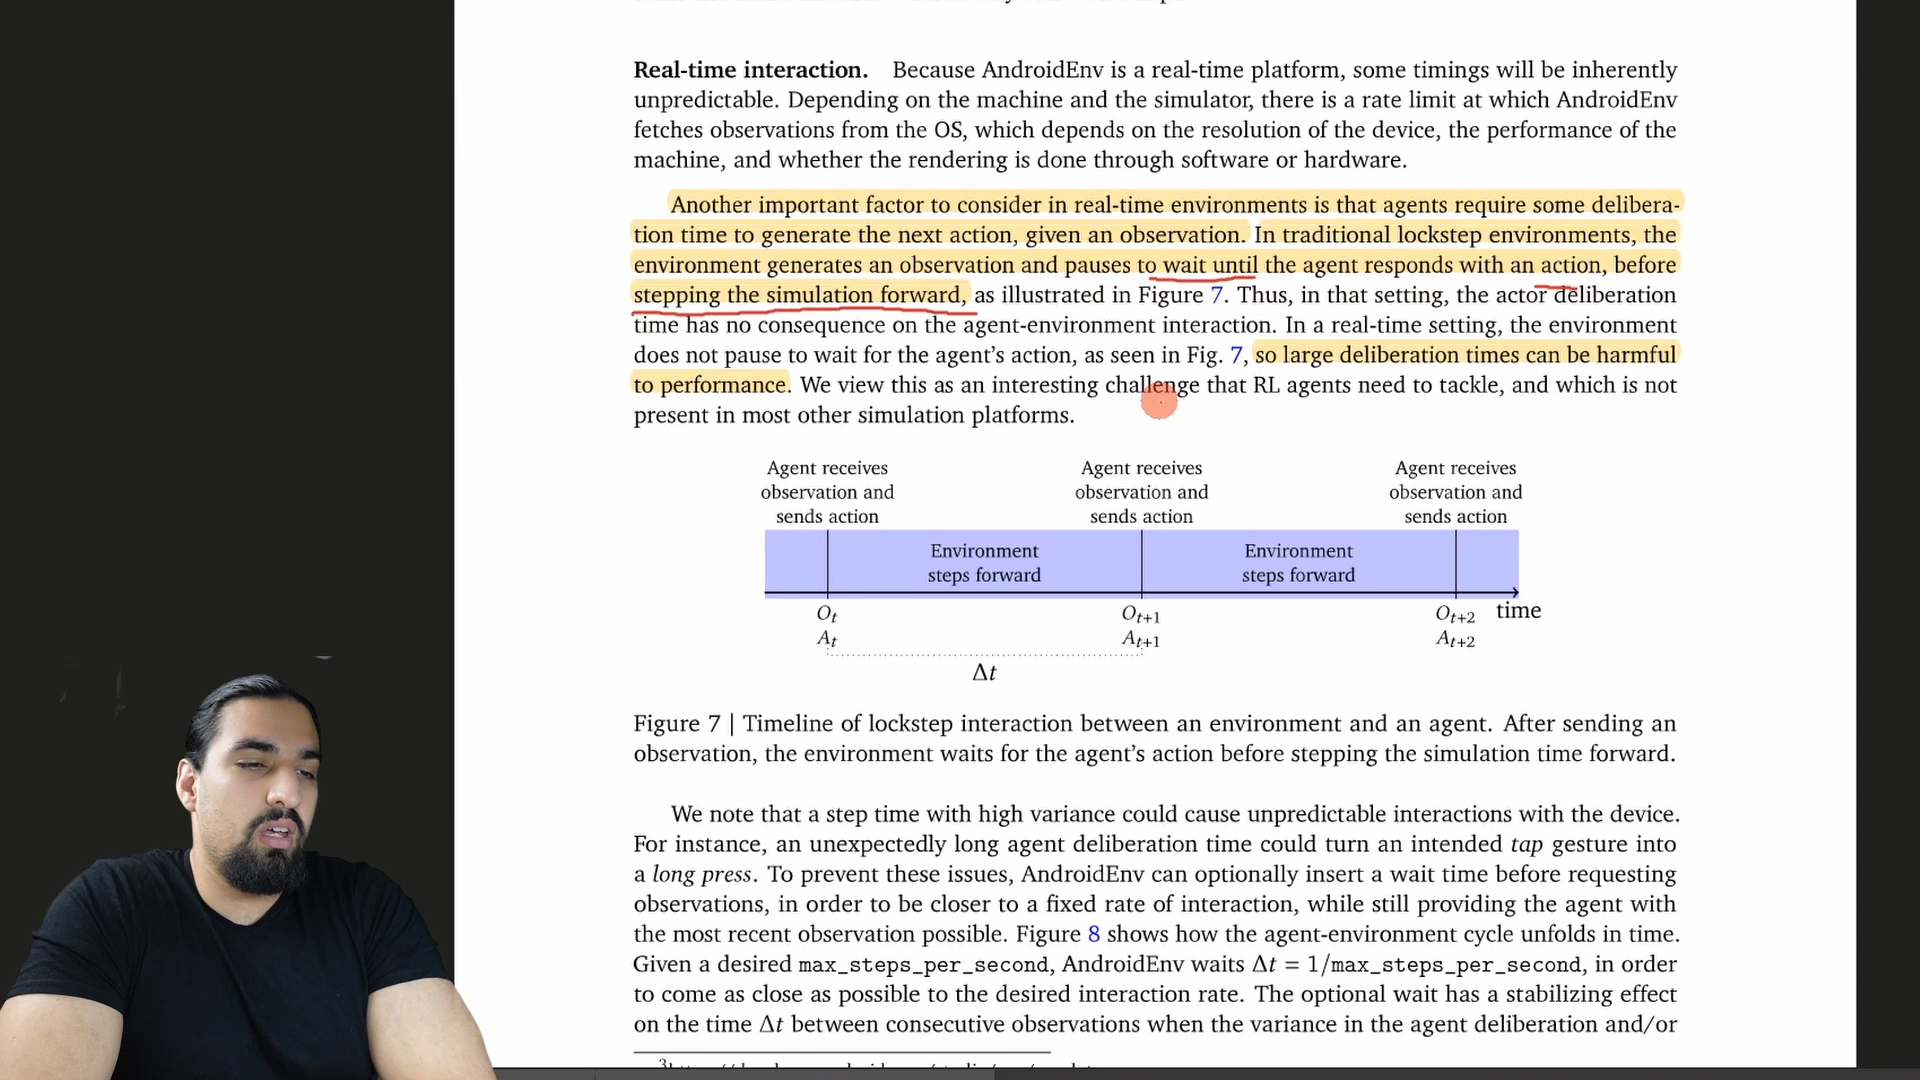 Real-time interaction. Because AndroidEnv is a real-time platform, some timings will be inherently
unpredictable. Depending on the machine and the simulator, there is a rate limit at which AndroidEnv
fetches observations from the OS, which depends on the resolution of the device, the performance of the
machine, and whether the rendering is done through software or hardware.
Another important factor to consider in real-time environments is that agents require some delibera-
tion time to generate the next action, given an observation. In traditional lockstep environments, the
environment generates an observation and pauses to wait until the agent responds with an action, before
stepping the simulation forward, as illustrated in Figure 7. Thus, in that setting, the actor deliberation
time has no consequence on the agent-environment interaction. In a real-time setting, the environment
does not pause to wait for the agent's action, as seen in Fig. 7, so large deliberation times can be harmful
to performance. We view this as an interesting challenge that RL agents need to tackle, and which is not
present in most other simulation platforms.
Agent receives
observation and
sends action
Agent receives
observation and
sends action
Agent receives
observation and
sends action
Environment
steps forward
Environment
steps forward
Oₜ Oₜ₊₁ Oₜ₊₂ time
Aₜ Aₜ₊₁ Aₜ₊₂
Δt
Figure 7 | Timeline of lockstep interaction between an environment and an agent. After sending an
observation, the environment waits for the agent's action before stepping the simulation time forward.
We note that a step time with high variance could cause unpredictable interactions with the device.
For instance, an unexpectedly long agent deliberation time could turn an intended tap gesture into
a long press. To prevent these issues, AndroidEnv can optionally insert a wait time before requesting
observations, in order to be closer to a fixed rate of interaction, while still providing the agent with
the most recent observation possible. Figure 8 shows how the agent-environment cycle unfolds in time.
Given a desired max_steps_per_second, AndroidEnv waits Δt = 1/max_steps_per_second, in order
to come as close as possible to the desired interaction rate. The optional wait has a stabilizing effect
on the time Δt between consecutive observations when the variance in the agent deliberation and/or